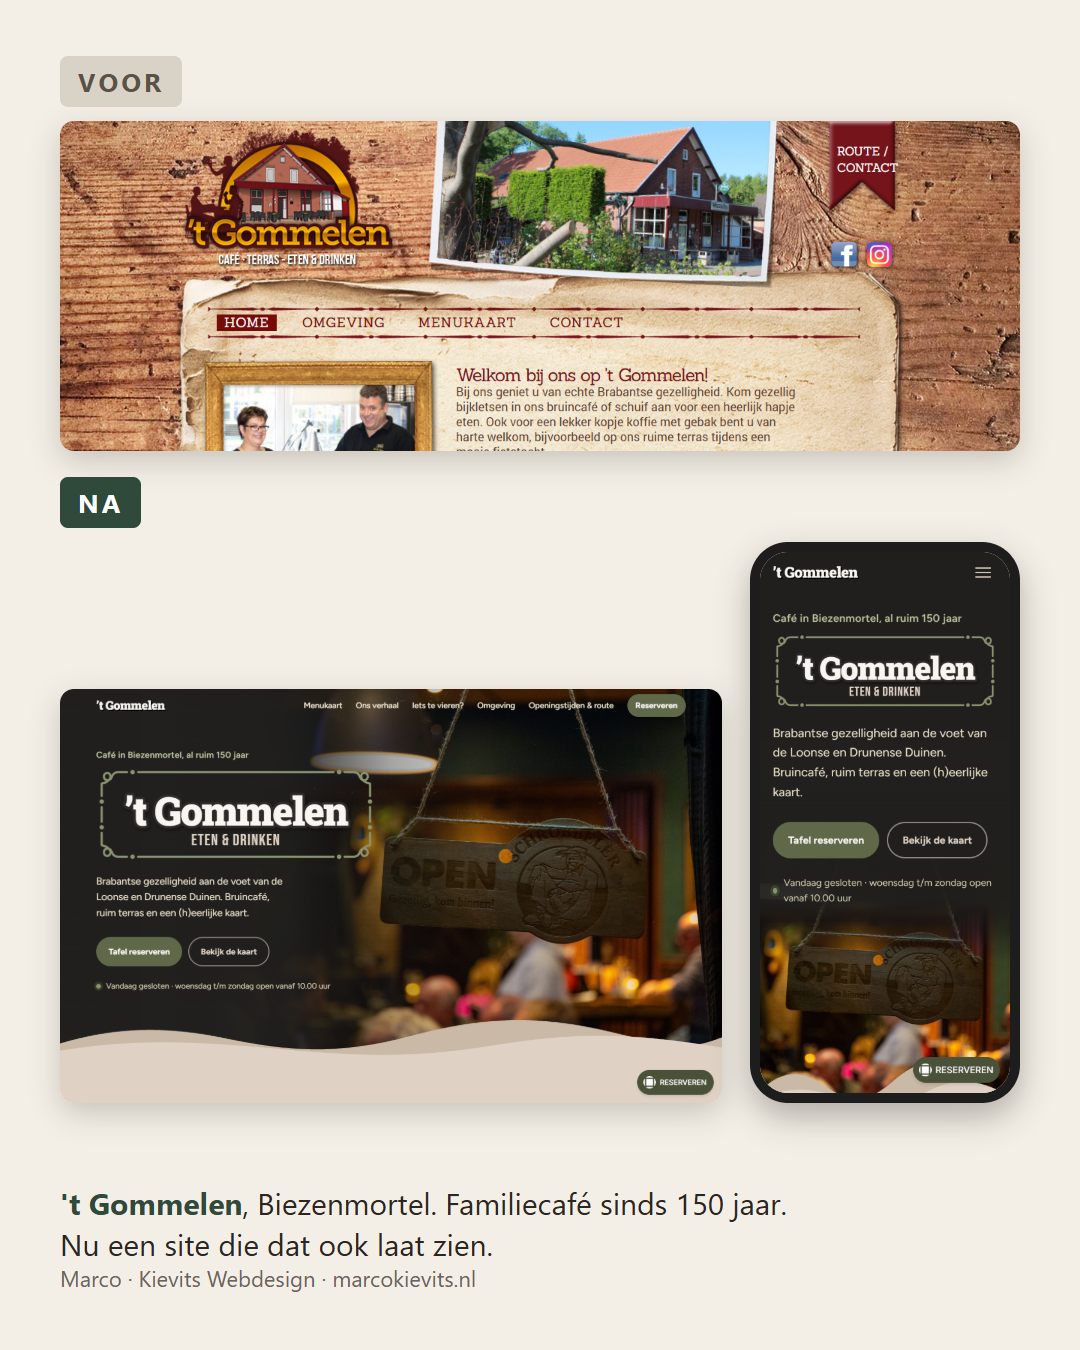 VOOR
't Gommelen
CAFÉ - TERRAS - ETEN & DRINKEN
ROUTE /
CONTACT
HOME OMGEVING MENUKAART CONTACT
Welkom bij ons op 't Gommelen!
Bij ons geniet u van echte Brabantse gezelligheid. Kom gezellig
bijkletsen in ons bruincafé of schuif aan voor een heerlijk hapje
eten. Ook voor een lekker kopje koffie met gebak bent u van
harte welkom, bijvoorbeeld op ons ruime terras tijdens een
NA
't Gommelen
Menukaart Ons verhaal Iets te vieren? Omgeving Openingstijden & route Reserveren
Café in Biezenmortel, al ruim 150 jaar
't Gommelen
ETEN & DRINKEN
Brabantse gezelligheid aan de voet van de
Loonse en Drunense Duinen. Bruincafé,
ruim terras en een (h)eerlijke kaart.
Tafel reserveren Bekijk de kaart
Vandaag gesloten · woensdag t/m zondag open vanaf 10.00 uur
OPEN
Gezellig, kom binnen!
RESERVEREN
't Gommelen
Café in Biezenmortel, al ruim 150 jaar
't Gommelen
ETEN & DRINKEN
Brabantse gezelligheid aan de voet van
de Loonse en Drunense Duinen.
Bruincafé, ruim terras en een (h)eerlijke
kaart.
Tafel reserveren Bekijk de kaart
Vandaag gesloten · woensdag t/m zondag open
vanaf 10.00 uur
OPEN
RESERVEREN
't Gommelen, Biezenmortel. Familiecafé sinds 150 jaar.
Nu een site die dat ook laat zien.
Marco · Kievits Webdesign · marcokievits.nl